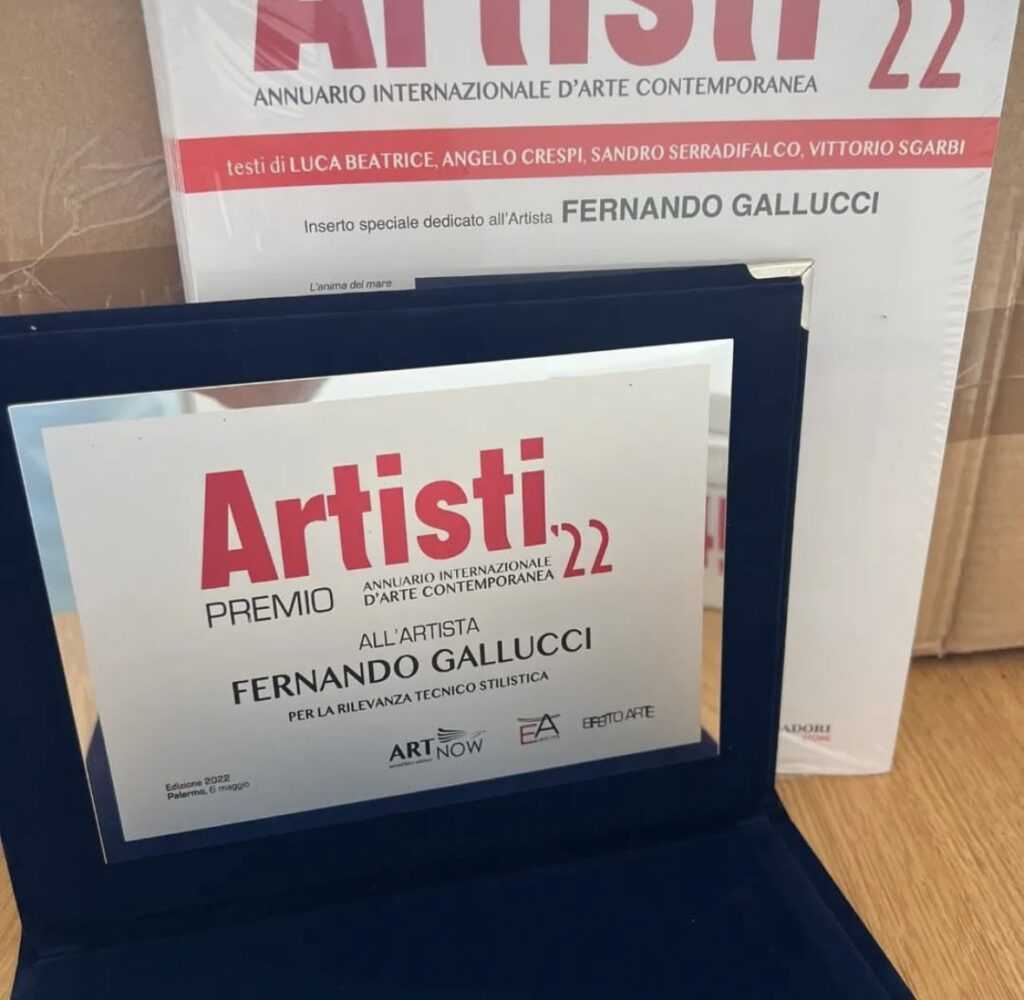 Artisti '22
ANNUARIO INTERNAZIONALE D'ARTE CONTEMPORANEA
testi di LUCA BEATRICE, ANGELO CRESPI, SANDRO SERRADIFALCO, VITTORIO SGARBI
Inserto speciale dedicato all'Artista FERNANDO GALLUCCI
L'anima del mare
Artisti '22
PREMIO
ANNUARIO INTERNAZIONALE
D'ARTE CONTEMPORANEA
ALL'ARTISTA
FERNANDO GALLUCCI
PER LA RILEVANZA TECNICO STILISTICA
ART NOW
EA
EFFETTO ARTE
Edizione 2022
Palermo, 6 maggio
ADORI
STORE